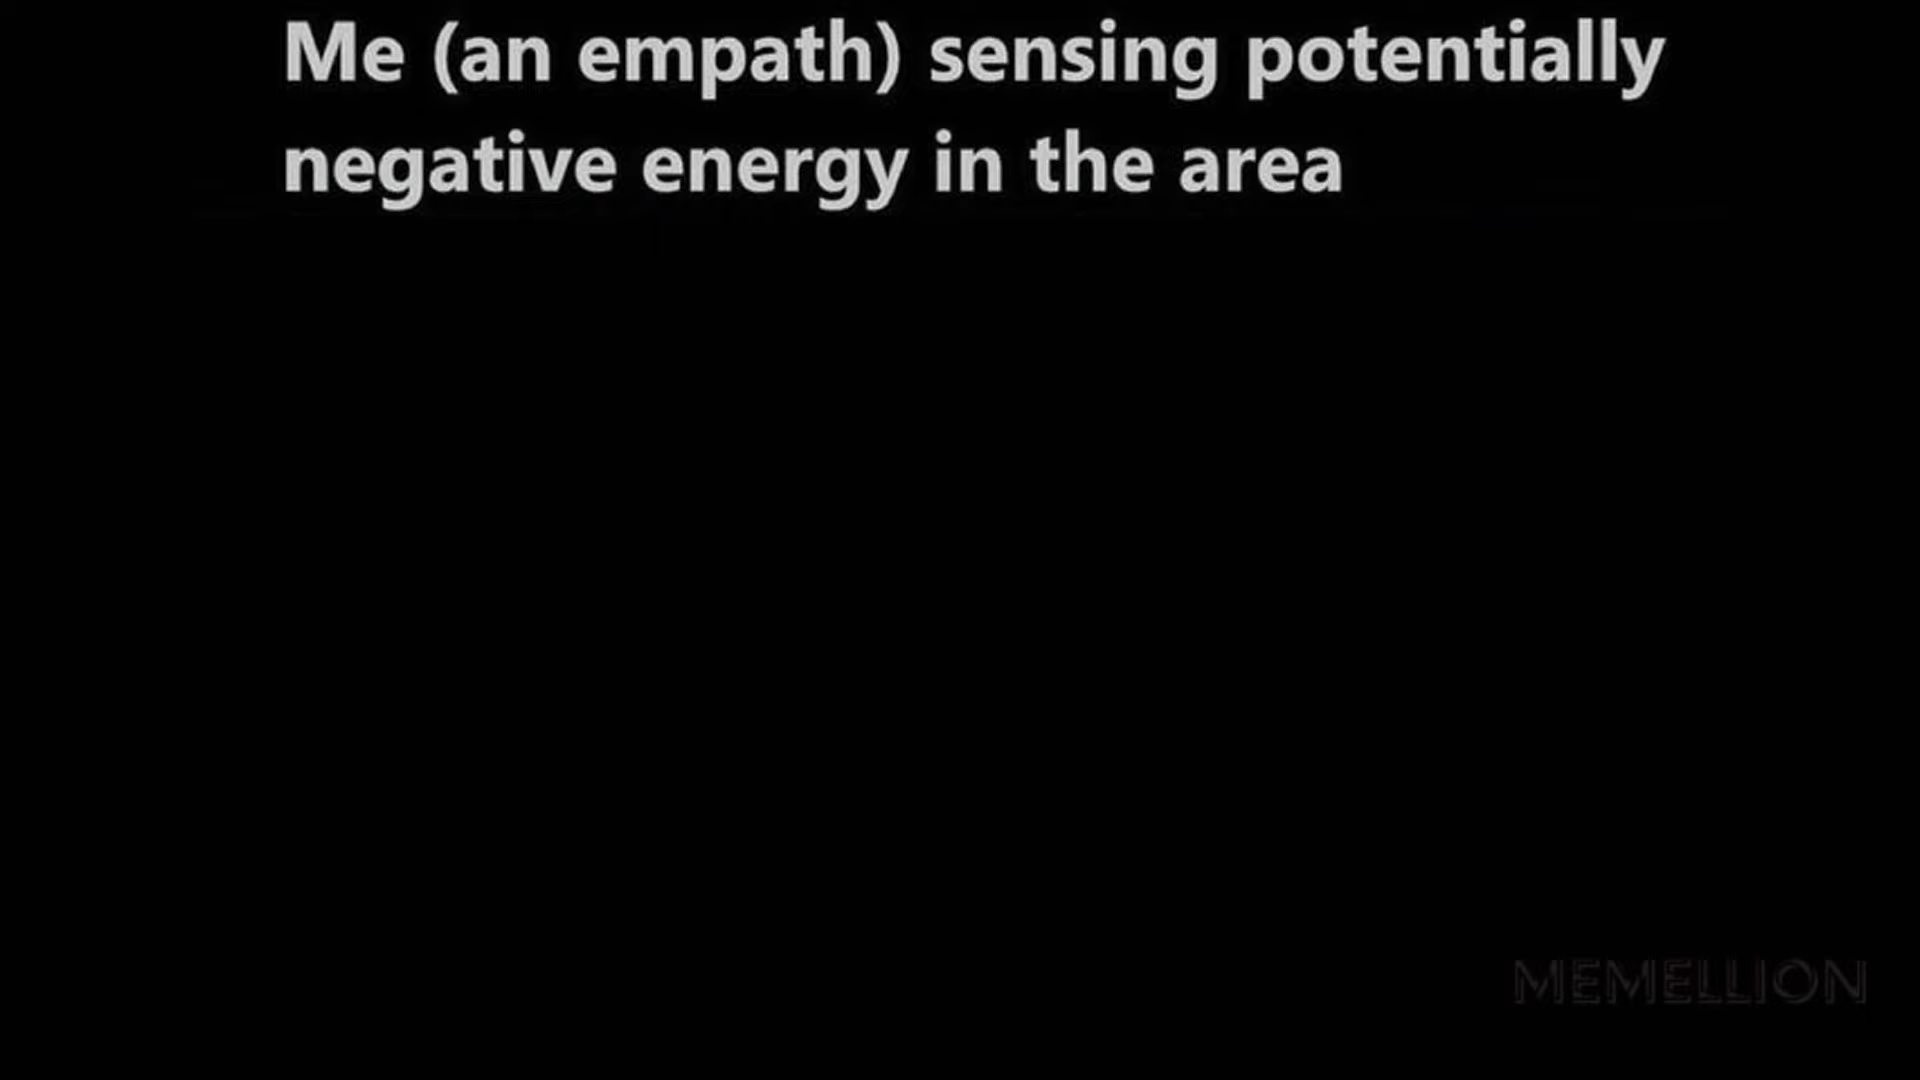 Me (an empath) sensing potentially
negative energy in the area
MEMELLION